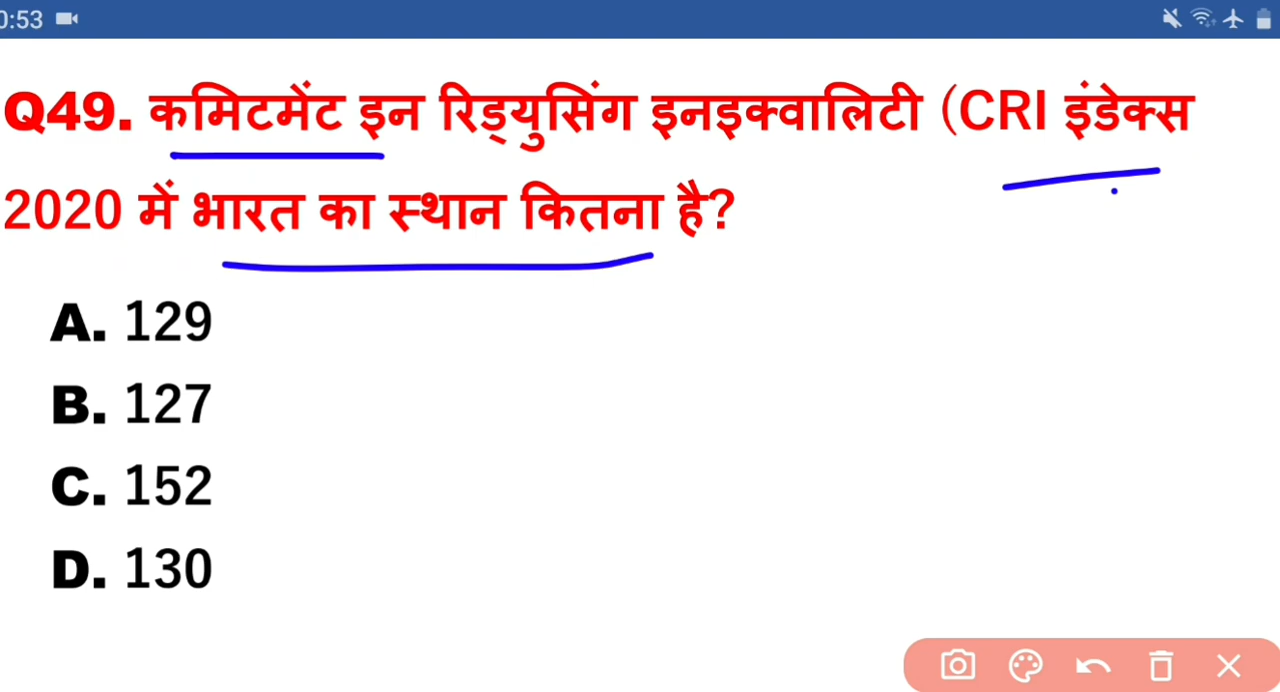 0:53
Q49. कमिटमेंट इन रिड्युसिंग इनइक्वालिटी (CRI इंडेक्स
2020 में भारत का स्थान कितना है?
A. 129
B. 127
C. 152
D. 130